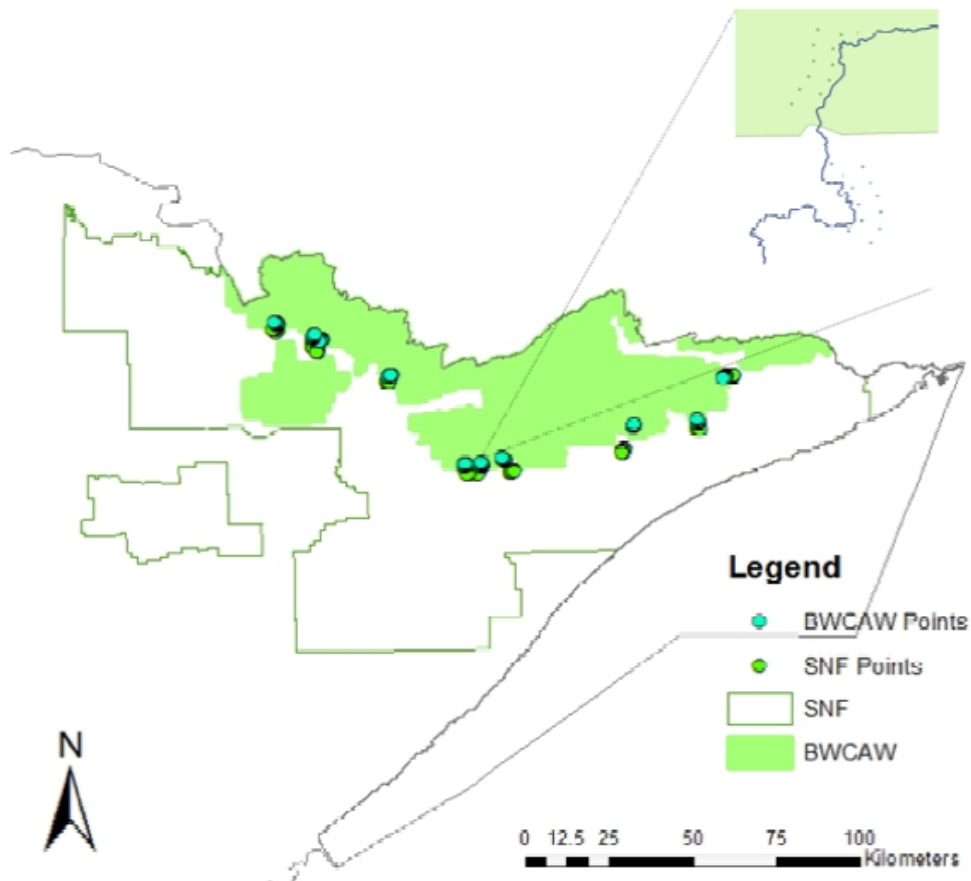 Legend
BWCAW Points
SNF Points
SNF
BWCAW
N
0 12.5 25 50 75 100
Kilometers